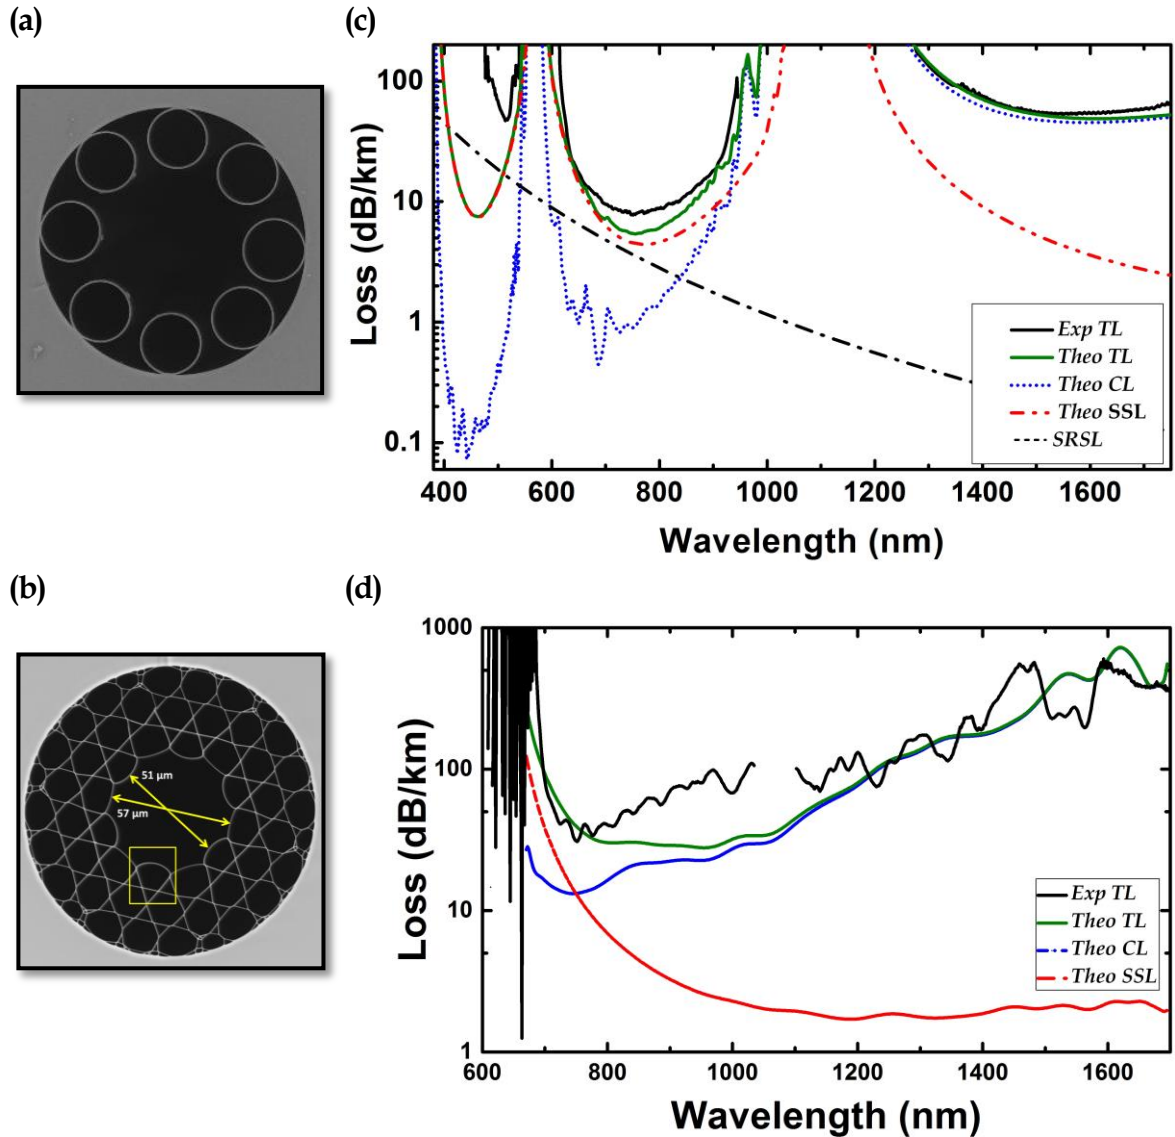 (a)
(c)
100
10
1
0.1
Loss (dB/km)
Exp TL
Theo TL
Theo CL
Theo SSL
SRSL
400 600 800 1000 1200 1400 1600
Wavelength (nm)
(b)
(d)
51 µm
57 µm
1000
100
10
1
Loss (dB/km)
Exp TL
Theo TL
Theo CL
Theo SSL
600 800 1000 1200 1400 1600
Wavelength (nm)